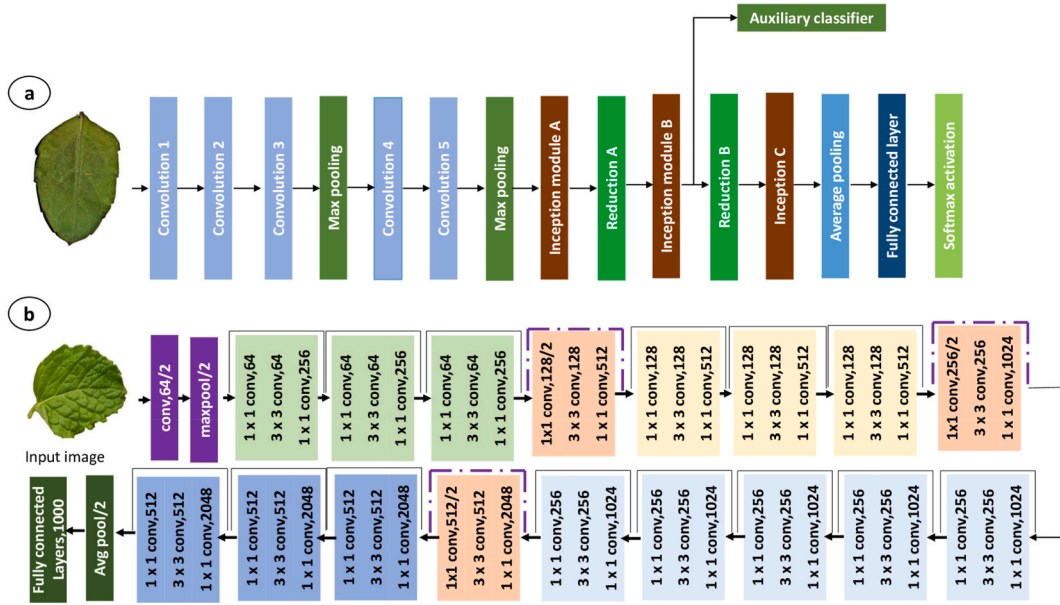 Auxiliary classifier
a
Convolution 1
Convolution 2
Convolution 3
Max pooling
Convolution 4
Convolution 5
Max pooling
Inception module A
Reduction A
Inception module B
Reduction B
Inception C
Average pooling
Fully connected layer
Softmax activation
b
Input image
conv,64/2
maxpool/2
1 x 1 conv,64
3 x 3 conv,64
1 x 1 conv,256
1 x 1 conv,64
3 x 3 conv,64
1 x 1 conv,256
1 x 1 conv,64
3 x 3 conv,64
1 x 1 conv,256
1x1 conv,128/2
3 x 3 conv,128
1 x 1 conv,512
1 x 1 conv,128
3 x 3 conv,128
1 x 1 conv,512
1 x 1 conv,128
3 x 3 conv,128
1 x 1 conv,512
1 x 1 conv,128
3 x 3 conv,128
1 x 1 conv,512
1x1 conv,256/2
3 x 3 conv,256
1 x 1 conv,1024
Fully connected
Layers,1000
Avg pool/2
1 x 1 conv,512
3 x 3 conv,512
1 x 1 conv,2048
1 x 1 conv,512
3 x 3 conv,512
1 x 1 conv,2048
1 x 1 conv,512
3 x 3 conv,512
1 x 1 conv,2048
1x1 conv,512/2
3 x 3 conv,512
1 x 1 conv,2048
1 x 1 conv,256
3 x 3 conv,256
1 x 1 conv,1024
1 x 1 conv,256
3 x 3 conv,256
1 x 1 conv,1024
1 x 1 conv,256
3 x 3 conv,256
1 x 1 conv,1024
1 x 1 conv,256
3 x 3 conv,256
1 x 1 conv,1024
1 x 1 conv,256
3 x 3 conv,256
1 x 1 conv,1024